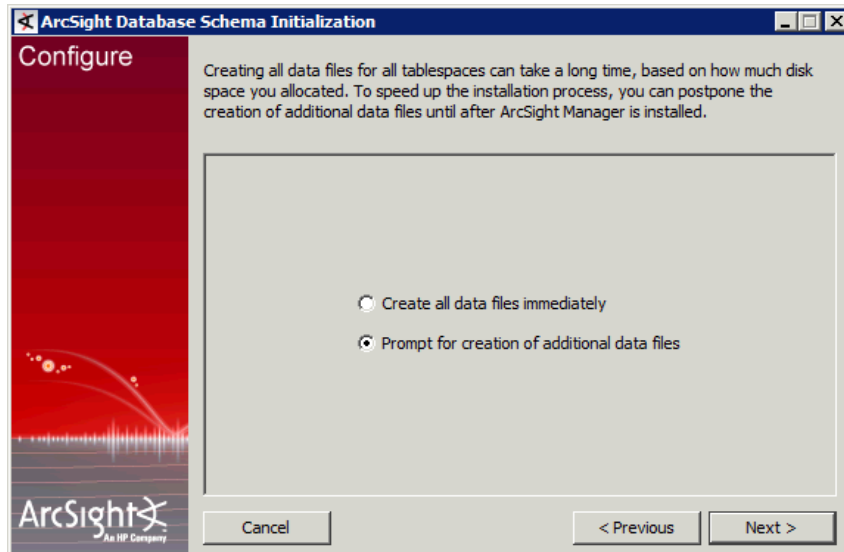 ArcSight Database Schema Initialization
Configure
Creating all data files for all tablespaces can take a long time, based on how much disk
space you allocated. To speed up the installation process, you can postpone the
creation of additional data files until after ArcSight Manager is installed.
Create all data files immediately
Prompt for creation of additional data files
ArcSight
An HP Company
Cancel
< Previous
Next >